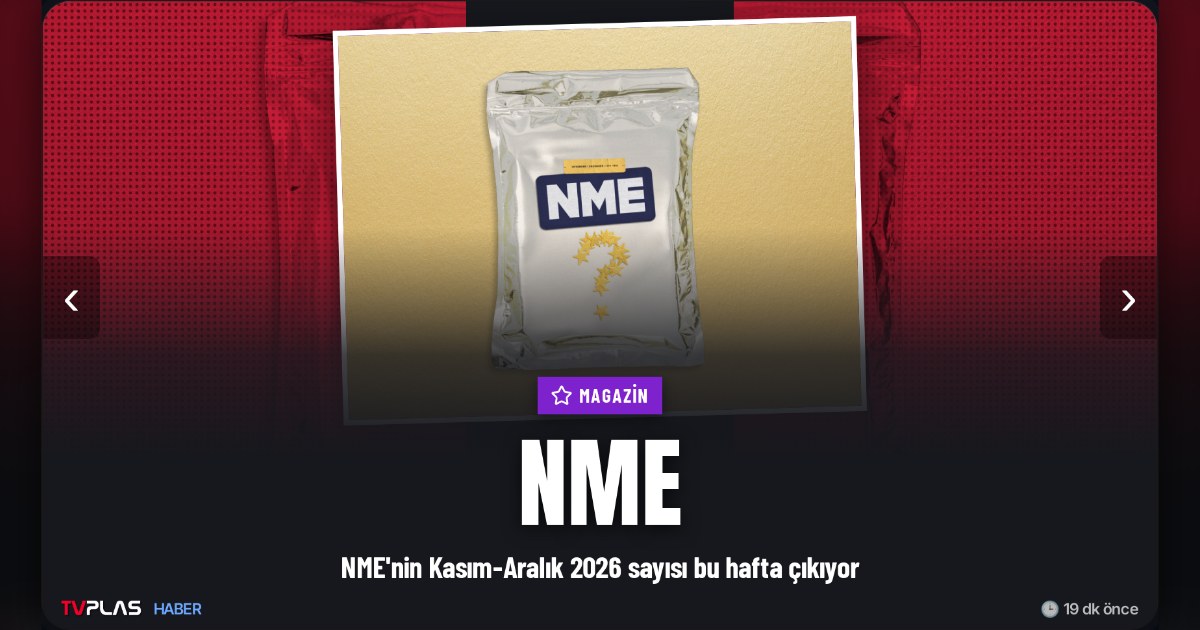 NME
?
MAGAZİN
NME
NME'nin Kasım-Aralık 2026 sayısı bu hafta çıkıyor
TVPLAS HABER
19 dk önce